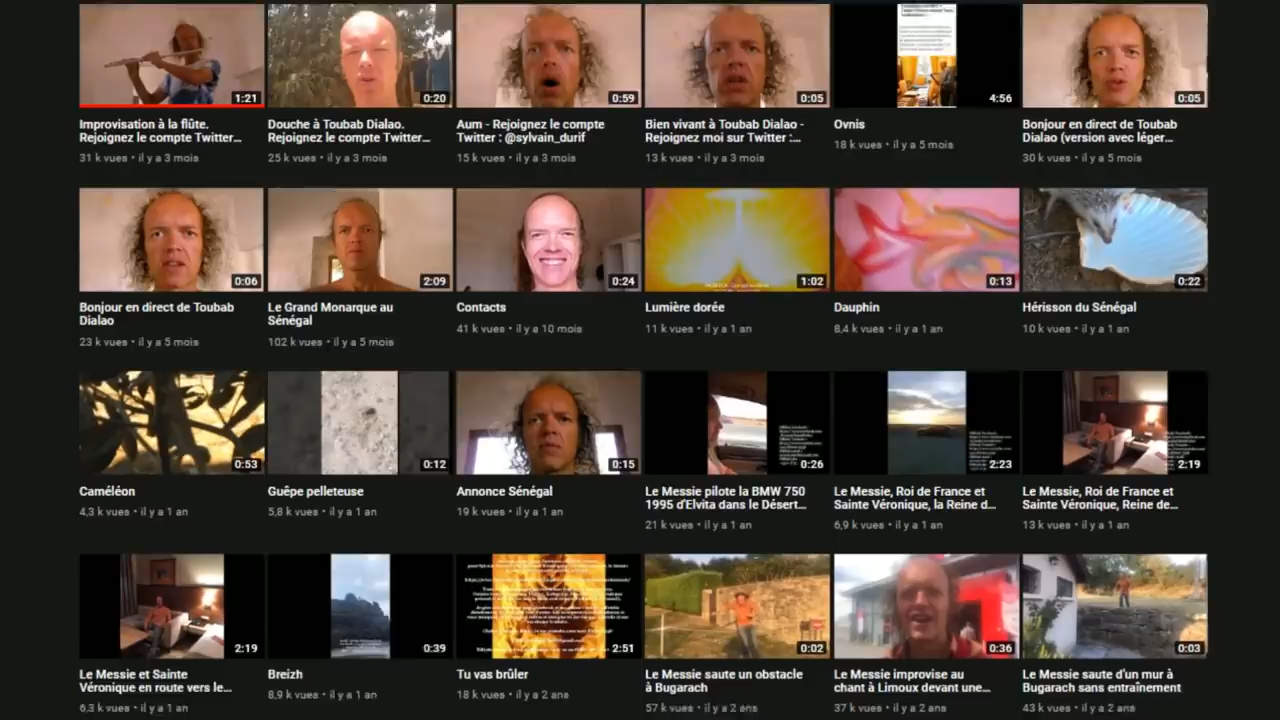 1:21
0:20
0:59
0:05
4:56
0:05
Improvisation à la flûte.
Rejoignez le compte Twitter...
31 k vues • il y a 3 mois
Douche à Toubab Dialao.
Rejoignez le compte Twitter...
25 k vues • il y a 3 mois
Aum - Rejoignez le compte
Twitter : @sylvain_durif
15 k vues • il y a 3 mois
Bien vivant à Toubab Dialao -
Rejoignez moi sur Twitter :...
13 k vues • il y a 3 mois
Ovnis
18 k vues • il y a 5 mois
Bonjour en direct de Toubab
Dialao (version avec léger...
30 k vues • il y a 5 mois
0:06
2:09
0:24
1:02
0:13
0:22
Bonjour en direct de Toubab
Dialao
23 k vues • il y a 5 mois
Le Grand Monarque au
Sénégal
102 k vues • il y a 5 mois
Contacts
41 k vues • il y a 10 mois
Lumière dorée
11 k vues • il y a 1 an
Dauphin
8,4 k vues • il y a 1 an
Hérisson du Sénégal
10 k vues • il y a 1 an
0:53
0:12
0:15
0:26
2:23
2:19
Caméléon
4,3 k vues • il y a 1 an
Guêpe pelleteuse
5,8 k vues • il y a 1 an
Annonce Sénégal
19 k vues • il y a 1 an
Le Messie pilote la BMW 750
1995 d'Elvita dans le Désert...
21 k vues • il y a 1 an
Le Messie, Roi de France et
Sainte Véronique, la Reine d...
6,9 k vues • il y a 1 an
Le Messie, Roi de France et
Sainte Véronique, Reine de...
13 k vues • il y a 1 an
2:19
0:39
2:51
0:02
0:36
0:03
Le Messie et Sainte
Véronique en route vers le...
6,3 k vues • il y a 1 an
Breizh
8,9 k vues • il y a 1 an
Tu vas brûler
18 k vues • il y a 2 ans
Le Messie saute un obstacle
à Bugarach
57 k vues • il y a 2 ans
Le Messie improvise au
chant à Limoux devant une...
37 k vues • il y a 2 ans
Le Messie saute d'un mur à
Bugarach sans entraînement
43 k vues • il y a 2 ans